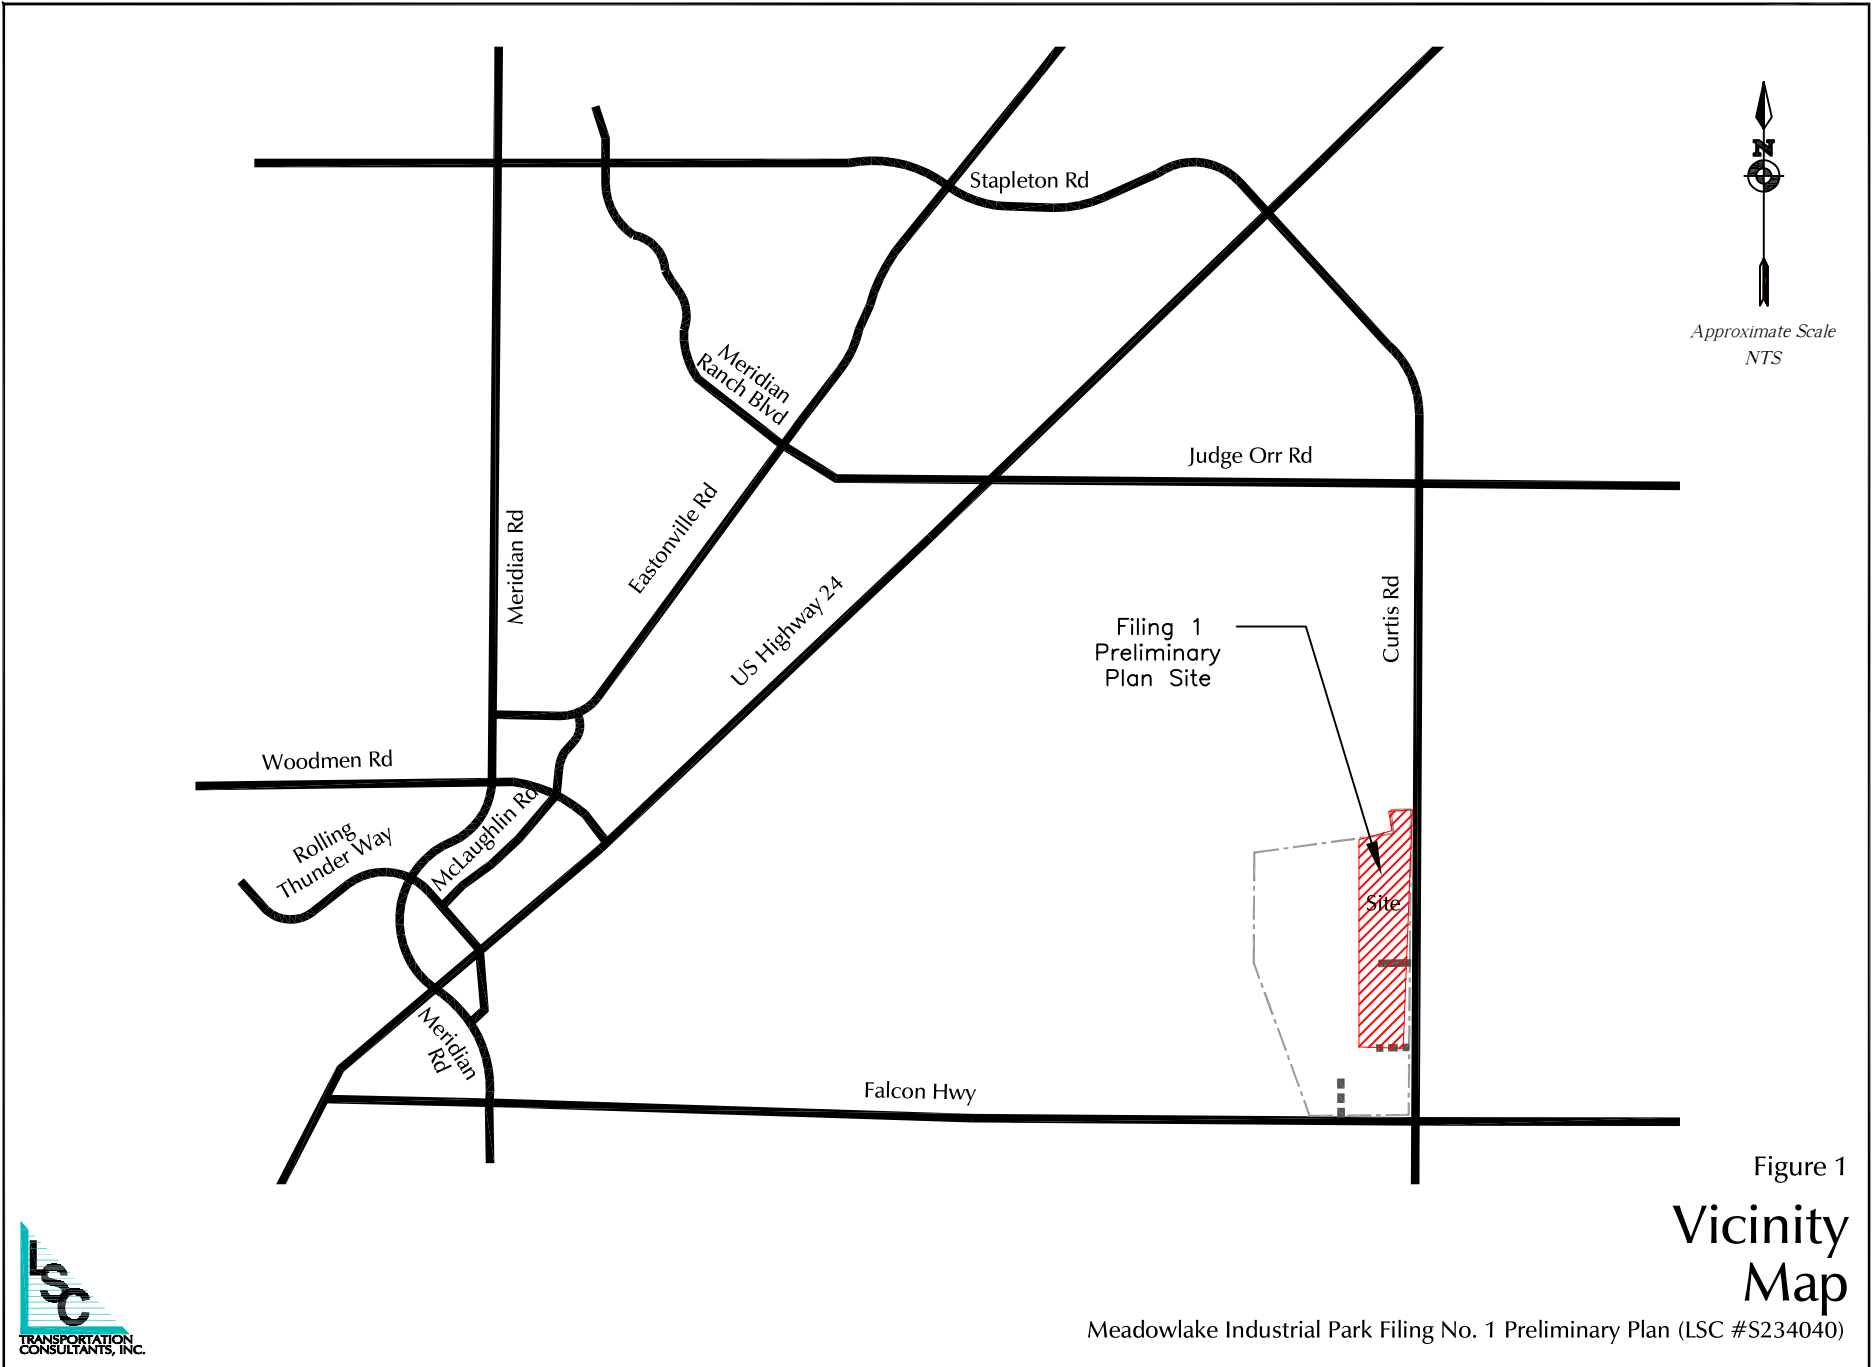 Stapleton Rd
N
Approximate Scale
NTS
Meridian
Ranch Blvd
Judge Orr Rd
Meridian Rd
Eastonville Rd
US Highway 24
Curtis Rd
Filing 1
Preliminary
Plan Site
Woodmen Rd
McLaughlin Rd
Rolling
Thunder Way
Site
Meridian
Rd
Falcon Hwy
Figure 1
Vicinity
Map
LSC
TRANSPORTATION
CONSULTANTS, INC.
Meadowlake Industrial Park Filing No. 1 Preliminary Plan (LSC #S234040)